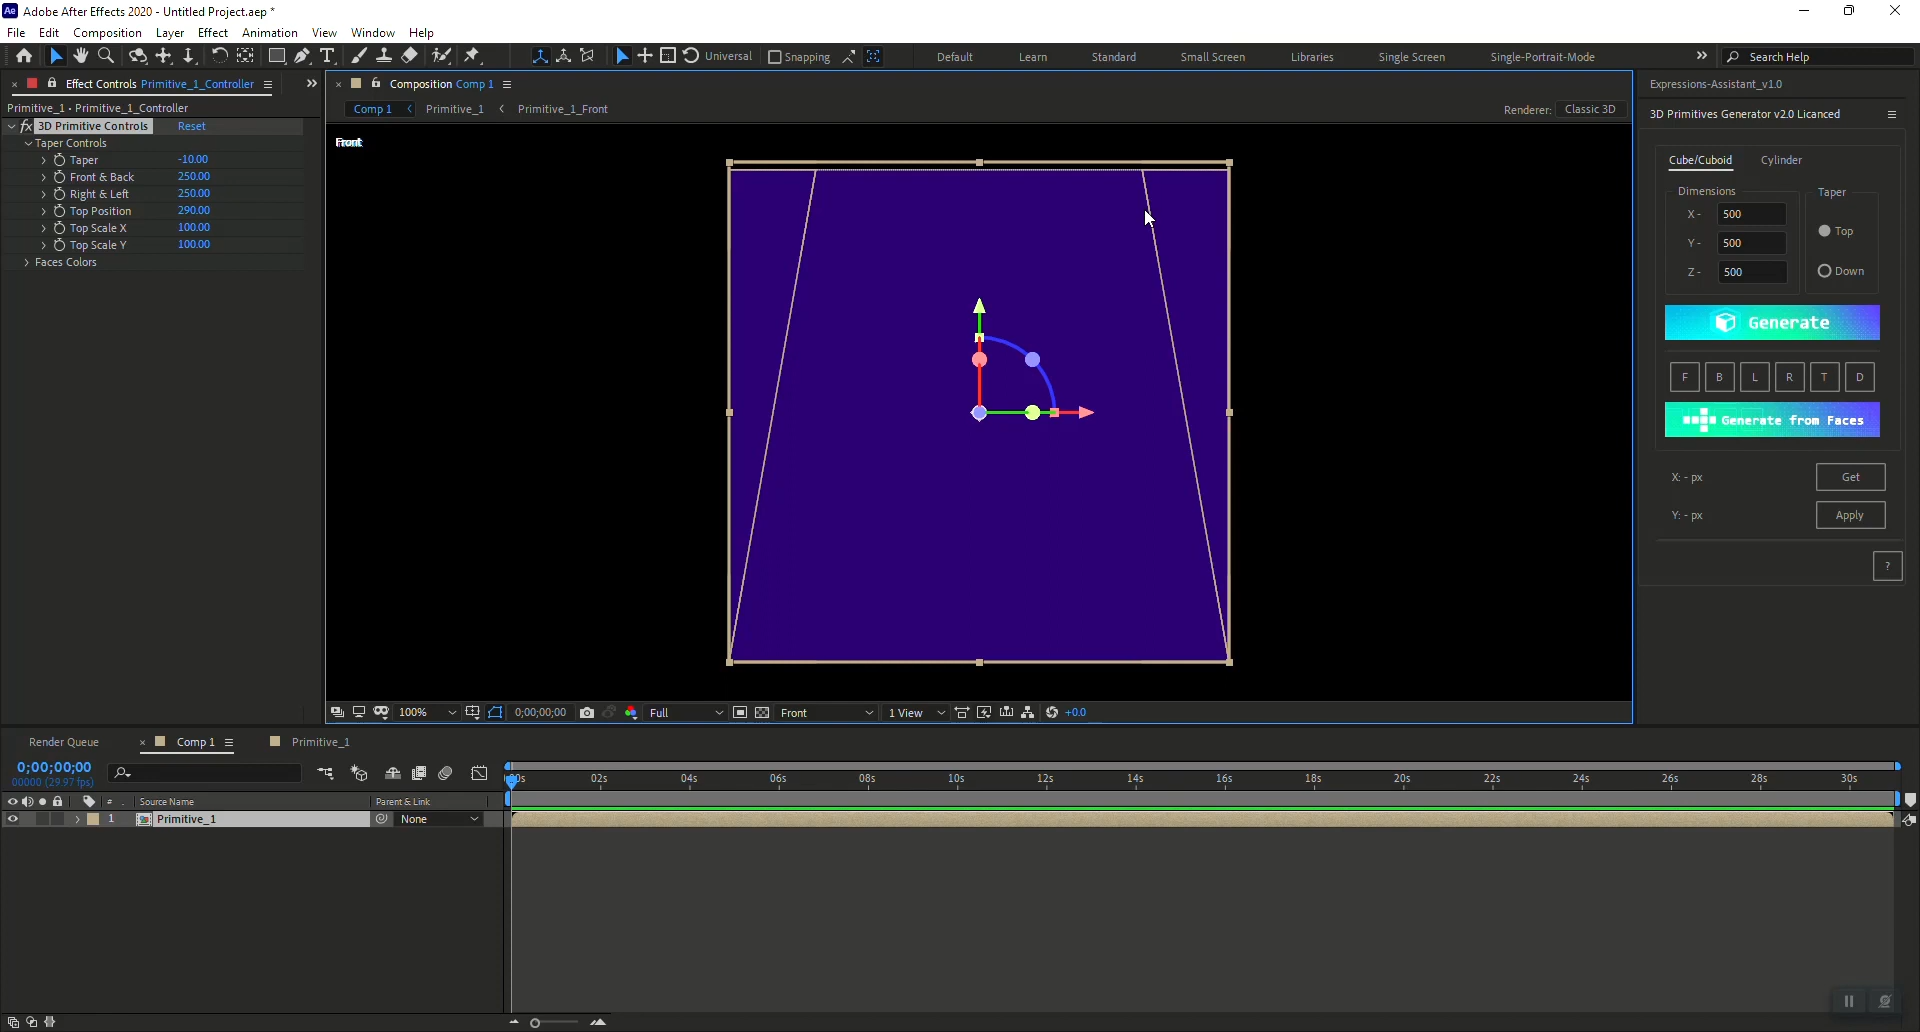 Ae Adobe After Effects 2020 - Untitled Project.aep *
File Edit Composition Layer Effect Animation View Window Help
Universal Snapping Default Learn Standard Small Screen Libraries Single Screen Single-Portrait-Mode Search Help
Effect Controls Primitive_1_Controller
Primitive_1 • Primitive_1_Controller
fx 3D Primitive Controls Reset
Taper Controls
Taper -10.00
Front & Back 250.00
Right & Left 250.00
Top Position 290.00
Top Scale X 100.00
Top Scale Y 100.00
Faces Colors
Composition Comp 1
Comp 1 Primitive_1 Primitive_1_Front
Renderer: Classic 3D
Front
100% 0;00;00;00 Full Front 1 View +0.0
Expressions-Assistant_v1.0
3D Primitives Generator v2.0 Licanced
Cube/Cuboid Cylinder
Dimensions Taper
X- 500
Y- 500
Z- 500
Top
Down
Generate
F B L R T D
Generate from Faces
X: - px Get
Y: - px Apply
?
Render Queue Comp 1 Primitive_1
0;00;00;00
00000 (29.97 fps)
# . Source Name Parent & Link
1 Primitive_1 None
02s 04s 06s 08s 10s 12s 14s 16s 18s 20s 22s 24s 26s 28s 30s